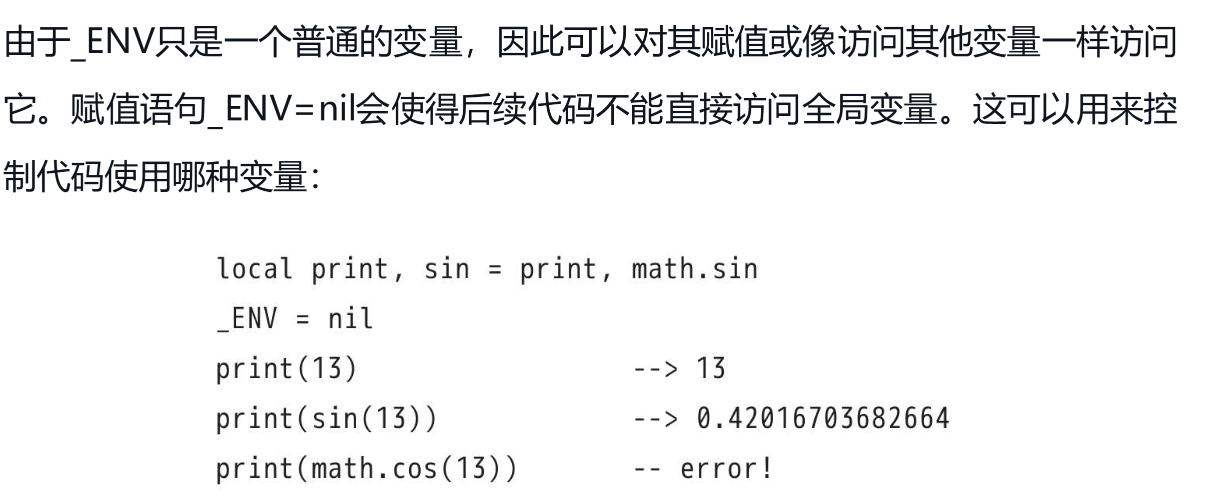 由于_ENV只是一个普通的变量，因此可以对其赋值或像访问其他变量一样访问
它。赋值语句_ENV=nil会使得后续代码不能直接访问全局变量。这可以用来控
制代码使用哪种变量：
local print, sin = print, math.sin
_ENV = nil
print(13)                 --> 13
print(sin(13))            --> 0.42016703682664
print(math.cos(13))       -- error!